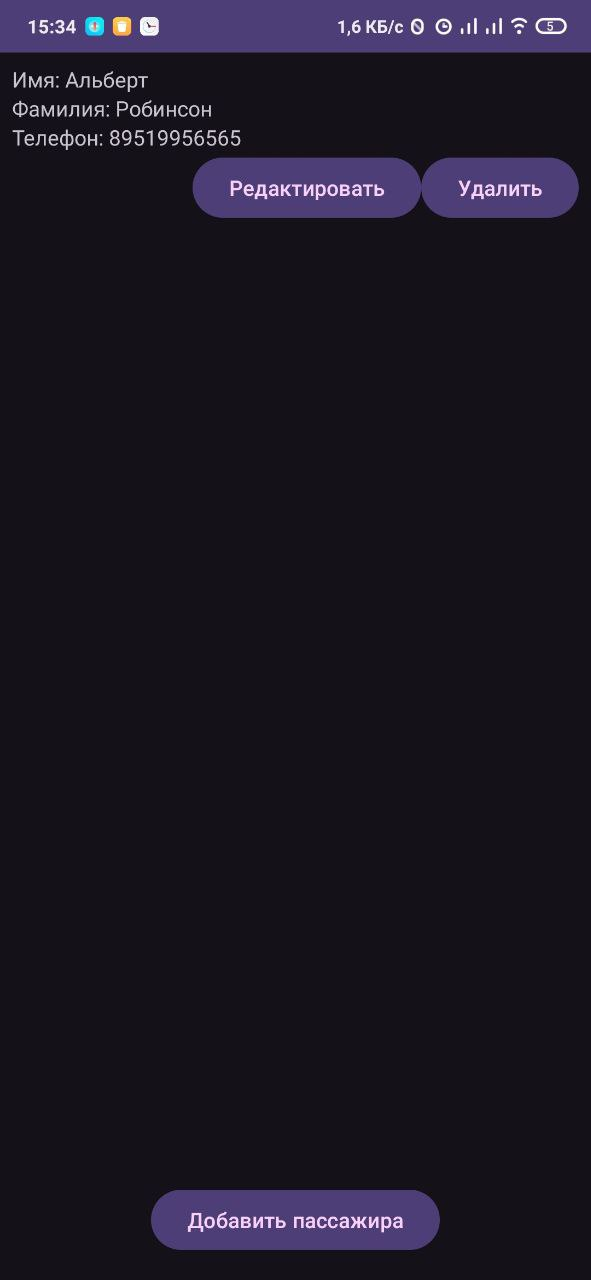 15:34 1,6 КБ/с 5
Имя: Альберт
Фамилия: Робинсон
Телефон: 89519956565
Редактировать Удалить
Добавить пассажира